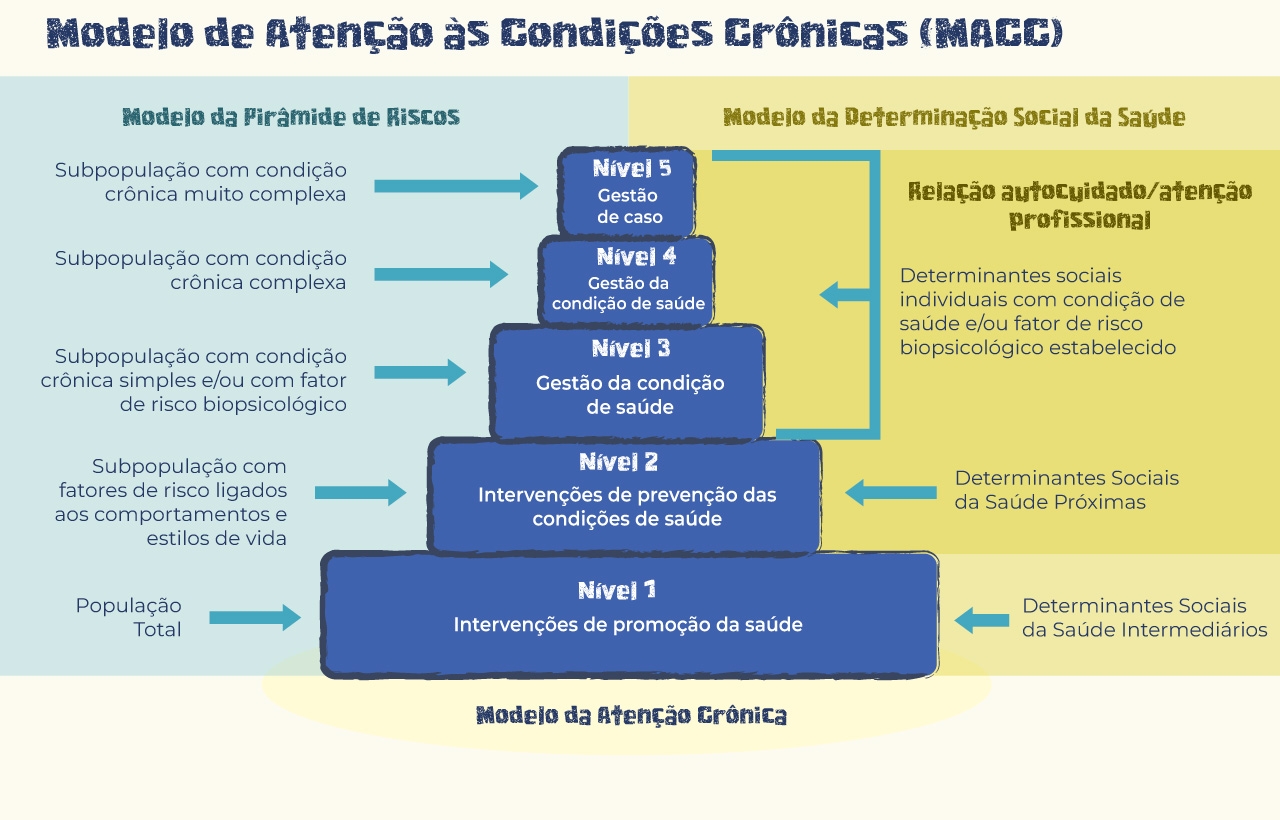 Modelo de Atenção às Condições Crônicas (MACC)
Modelo da Pirâmide de Riscos
Modelo da Determinação Social da Saúde
Subpopulação com condição
crônica muito complexa
Nível 5
Gestão
de caso
Relação autocuidado/atenção
profissional
Subpopulação com condição
crônica complexa
Nível 4
Gestão da
condição de saúde
Determinantes sociais
individuais com condição de
saúde e/ou fator de risco
biopsicológico estabelecido
Subpopulação com condição
crônica simples e/ou com fator
de risco biopsicológico
Nível 3
Gestão da condição
de saúde
Subpopulação com
fatores de risco ligados
aos comportamentos e
estilos de vida
Nível 2
Intervenções de prevenção das
condições de saúde
Determinantes Sociais
da Saúde Próximas
População
Total
Nível 1
Intervenções de promoção da saúde
Determinantes Sociais
da Saúde Intermediários
Modelo da Atenção Crônica